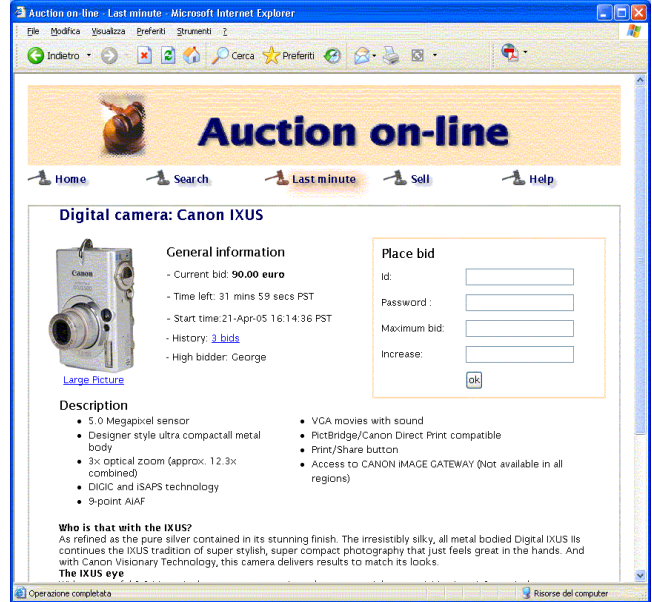 Auction on-line - Last minute - Microsoft Internet Explorer
File Modifica Visualizza Preferiti Strumenti ?
Indietro Cerca Preferiti
Auction on-line
Home Search Last minute Sell Help
Digital camera: Canon IXUS
General information
- Current bid: 90.00 euro
- Time left: 31 mins 59 secs PST
- Start time:21-Apr-05 16:14:36 PST
- History: 3 bids
- High bidder: George
Canon
Large Picture
Place bid
Id:
Password :
Maximum bid:
Increase:
ok
Description
• 5.0 Megapixel sensor
• Designer style ultra compactall metal
body
• 3x optical zoom (approx. 12.3x
combined)
• DIGIC and iSAPS technology
• 9-point AiAF
• VGA movies with sound
• PictBridge/Canon Direct Print compatible
• Print/Share button
• Access to CANON iMAGE GATEWAY (Not available in all
regions)
Who is that with the IXUS?
As refined as the pure silver contained in its stunning finish. The irresistibly silky, all metal bodied Digital IXUS IIs
continues the IXUS tradition of super stylish, super compact photography that just feels great in the hands. And
with Canon Visionary Technology, this camera delivers results to match its looks.
The IXUS eye
Operazione completata
Risorse del computer